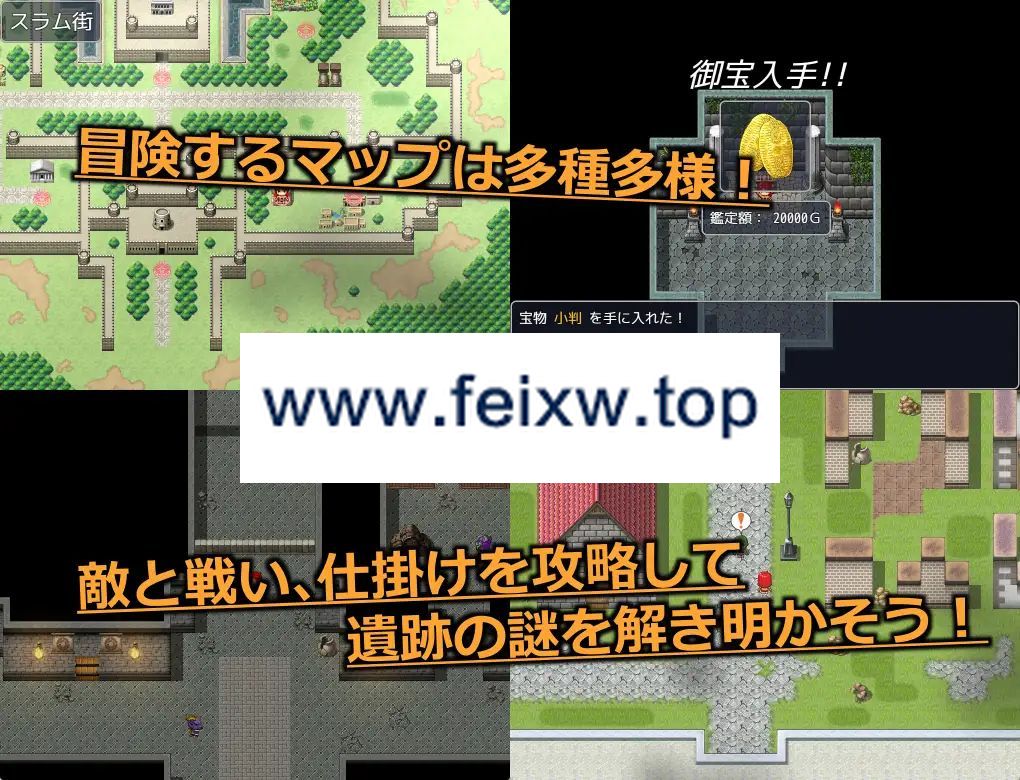 スラム街
御宝入手!!
冒険するマップは多種多様！
鑑定額： 20000G
宝物 小判 を手に入れた！
www.feixw.top
敵と戦い、仕掛けを攻略して
遺跡の謎を解き明かそう！